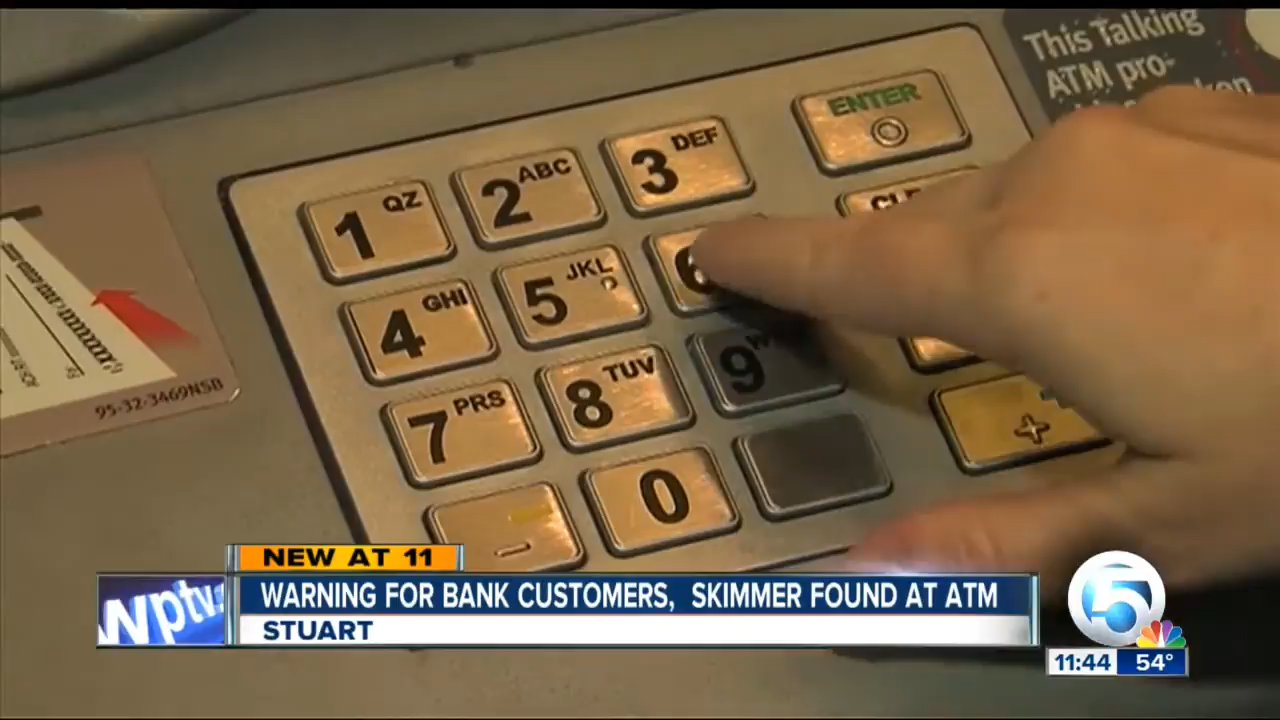 This Talking
ATM pro-
ENTER
3 DEF
2 ABC
1 QZ
6
5 JKL
4 GHI
9
8 TUV
7 PRS
0
-
+
95-32-3469NSB
NEW AT 11
WARNING FOR BANK CUSTOMERS, SKIMMER FOUND AT ATM
STUART
wptv.
5
11:44 54°